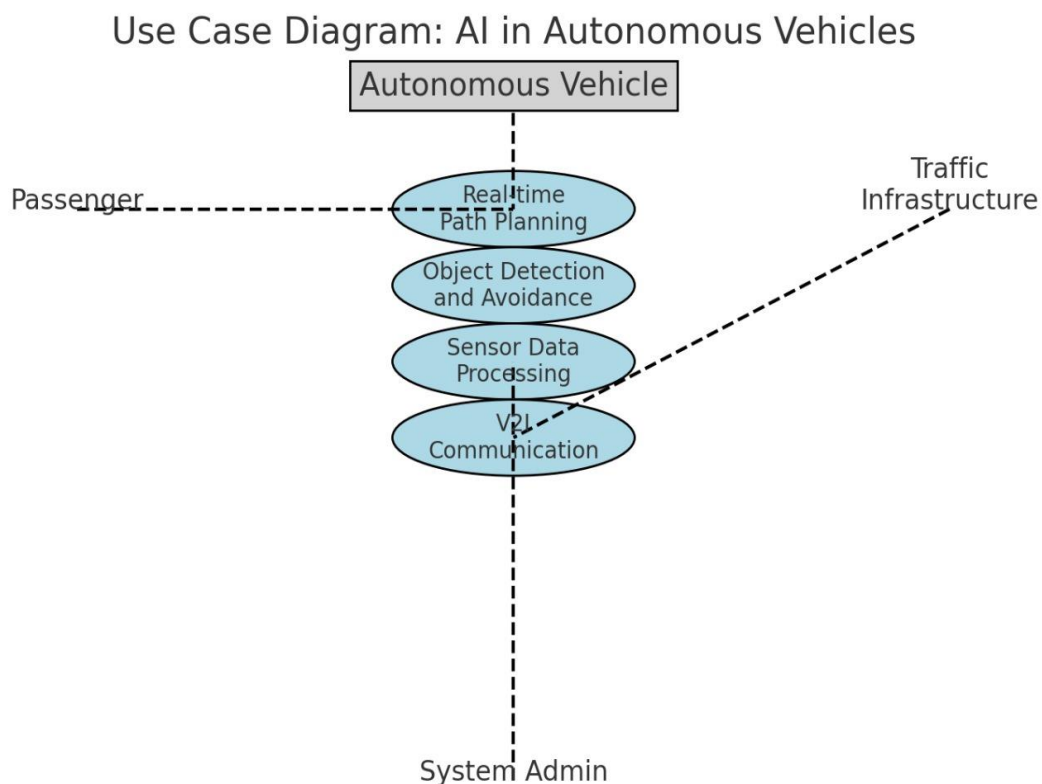 Use Case Diagram: AI in Autonomous Vehicles
Autonomous Vehicle
Passenger
Traffic
Infrastructure
Real-time
Path Planning
Object Detection
and Avoidance
Sensor Data
Processing
V2I
Communication
System Admin